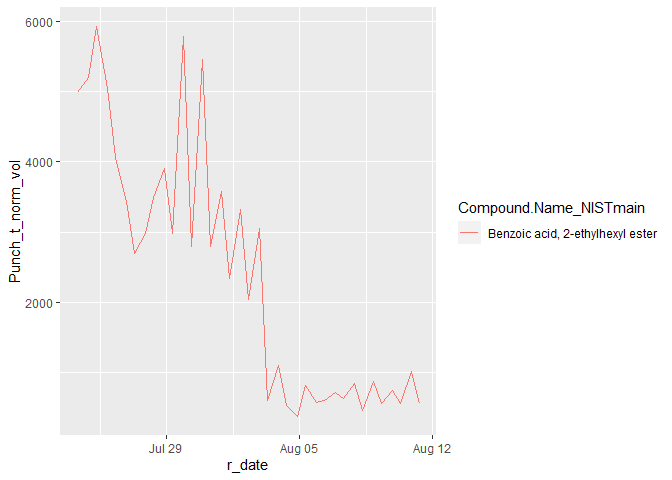 6000
4000
2000
Punch_t_norm_vol
Jul 29
Aug 05
Aug 12
r_date
Compound.Name_NISTmain
Benzoic acid, 2-ethylhexyl ester